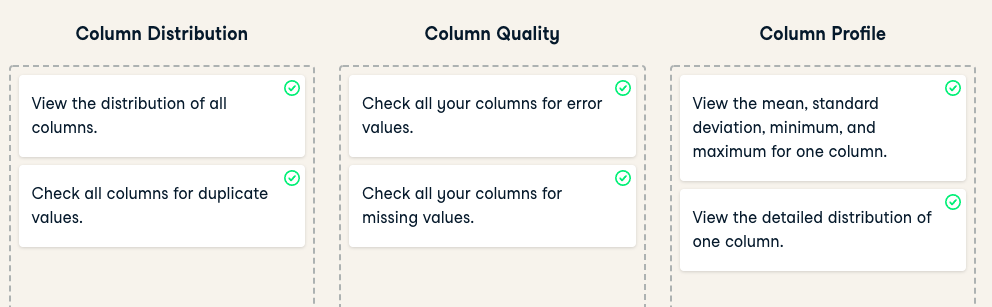 Column Distribution
View the distribution of all
columns.
Check all columns for duplicate
values.
Column Quality
Check all your columns for error
values.
Check all your columns for
missing values.
Column Profile
View the mean, standard
deviation, minimum, and
maximum for one column.
View the detailed distribution of
one column.